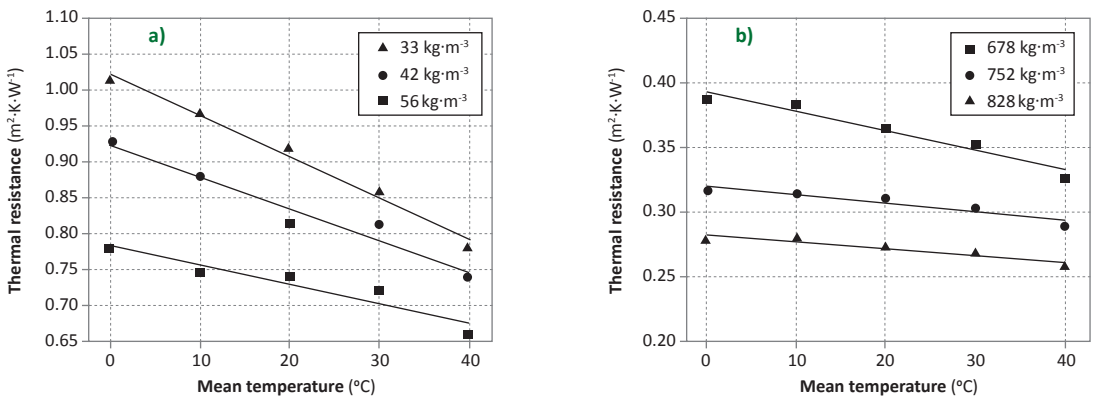 Thermal resistance (m²·K·W⁻¹)
1.10
1.05
1.00
0.95
0.90
0.85
0.80
0.75
0.70
0.65
a)
33 kg·m⁻³
42 kg·m⁻³
56 kg·m⁻³
0 10 20 30 40
Mean temperature (°C)
Thermal resistance (m²·K·W⁻¹)
0.45
0.40
0.35
0.30
0.25
0.20
b)
678 kg·m⁻³
752 kg·m⁻³
828 kg·m⁻³
0 10 20 30 40
Mean temperature (°C)